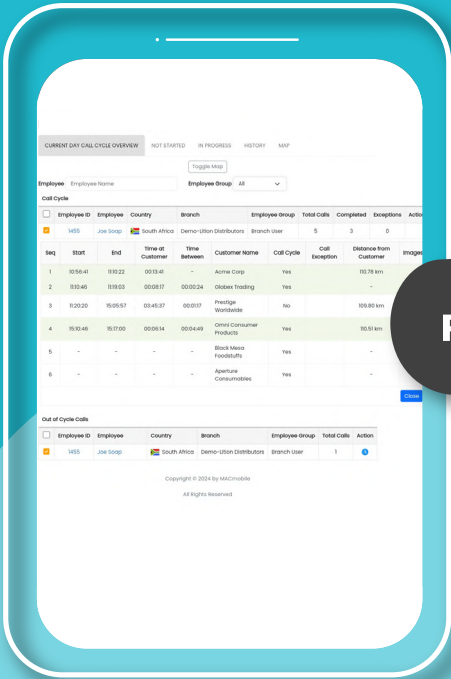 CURRENT DAY CALL CYCLE OVERVIEW NOT STARTED IN PROGRESS HISTORY MAP
Toggle Map
Employee Employee Name Employee Group All
Call Cycle
Employee ID Employee Country Branch Employee Group Total Calls Completed Exceptions Action
1455 Joe Soap South Africa Demo-Ution Distributors Branch User 5 3 0
Seq Start End Time at Customer Time Between Customer Name Call Cycle Call Exception Distance from Customer Images
1 10:56:41 11:10:22 00:13:41 - Acme Corp Yes 110.78 km
2 11:10:46 11:19:03 00:08:17 00:00:24 Globex Trading Yes -
3 11:20:20 15:05:57 03:45:37 00:01:17 Prestige Worldwide No 109.80 km
4 15:10:46 15:17:00 00:06:14 00:04:49 Omni Consumer Products Yes 110.51 km
5 - - - - Black Mesa Foodstuffs Yes -
6 - - - - Aperture Consumables Yes -
Close
Out of Cycle Calls
Employee ID Employee Country Branch Employee Group Total Calls Action
1455 Joe Soap South Africa Demo-Ution Distributors Branch User 1
Copyright © 2024 by MACmobile
All Rights Reserved